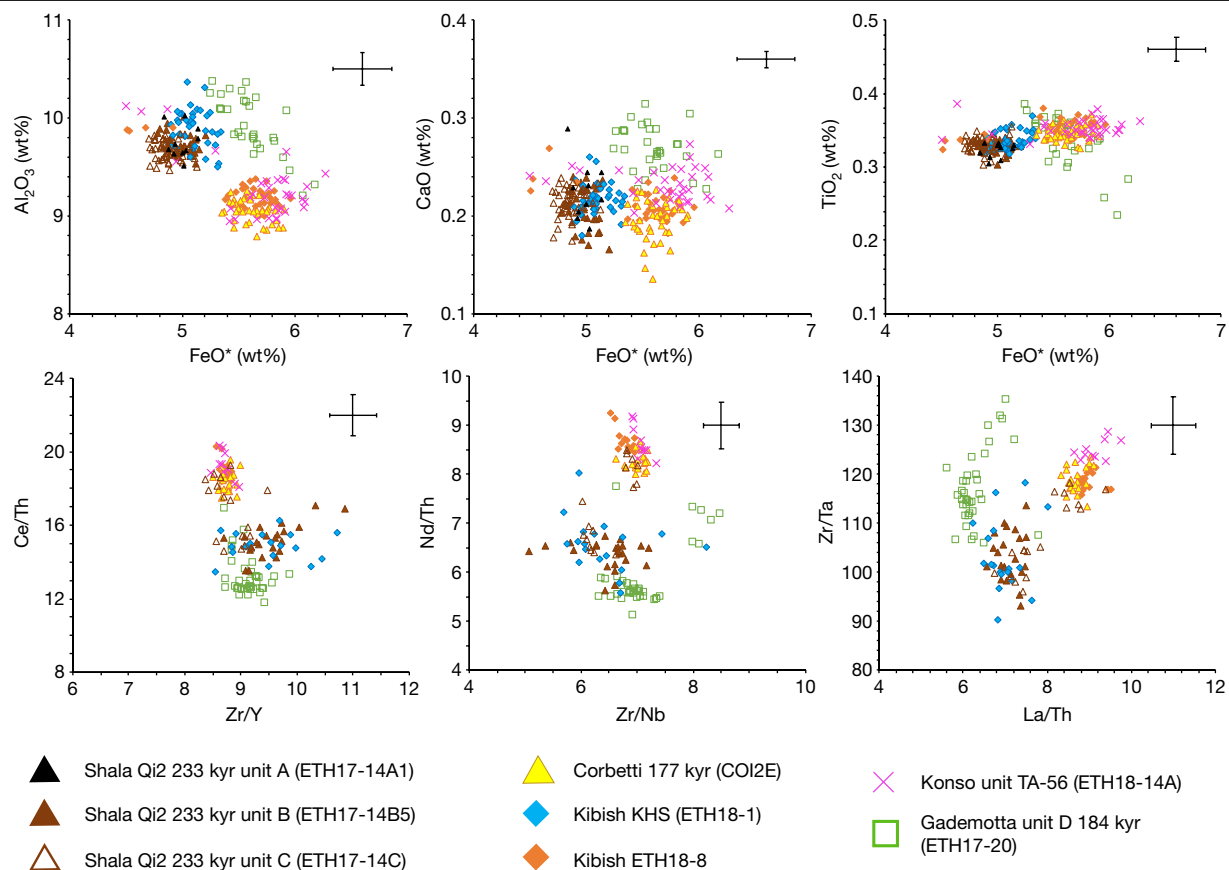 11
10
9
8
Al₂O₃ (wt%)
4 5 6 7
FeO* (wt%)
0.4
0.3
0.2
0.1
CaO (wt%)
4 5 6 7
FeO* (wt%)
0.5
0.4
0.3
0.2
0.1
TiO₂ (wt%)
4 5 6 7
FeO* (wt%)
24
20
16
12
8
Ce/Th
6 7 8 9 10 11 12
Zr/Y
10
9
8
7
6
5
4
Nd/Th
4 6 8 10
Zr/Nb
140
130
120
110
100
90
80
Zr/Ta
4 6 8 10 12
La/Th
Shala Qi2 233 kyr unit A (ETH17-14A1)
Shala Qi2 233 kyr unit B (ETH17-14B5)
Shala Qi2 233 kyr unit C (ETH17-14C)
Corbetti 177 kyr (COI2E)
Kibish KHS (ETH18-1)
Kibish ETH18-8
Konso unit TA-56 (ETH18-14A)
Gademotta unit D 184 kyr
(ETH17-20)